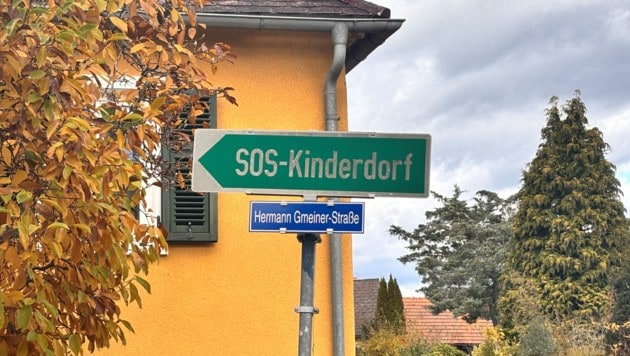 SOS-Kinderdorf
Hermann Gmeiner-Straße